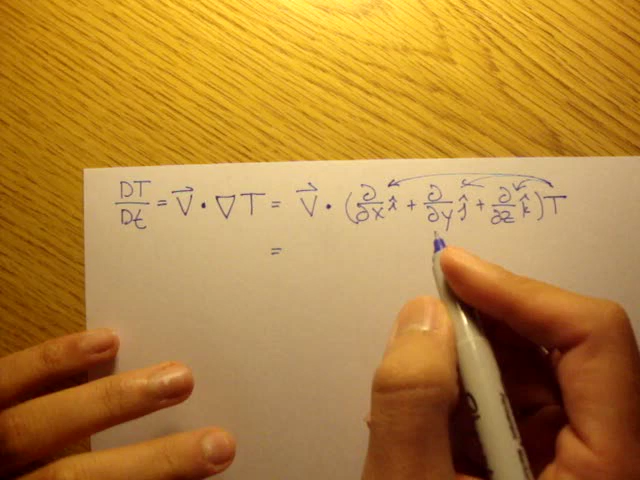 DT/Dt = V⃗ • ∇T = V⃗ • (∂/∂x î + ∂/∂y ĵ + ∂/∂z k̂)T
=